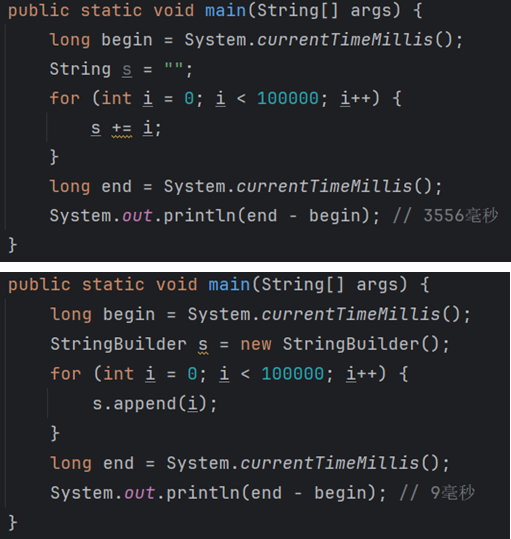 public static void main(String[] args) {
    long begin = System.currentTimeMillis();
    String s = "";
    for (int i = 0; i < 100000; i++) {
        s += i;
    }
    long end = System.currentTimeMillis();
    System.out.println(end - begin); // 3556毫秒
}
public static void main(String[] args) {
    long begin = System.currentTimeMillis();
    StringBuilder s = new StringBuilder();
    for (int i = 0; i < 100000; i++) {
        s.append(i);
    }
    long end = System.currentTimeMillis();
    System.out.println(end - begin); // 9毫秒
}